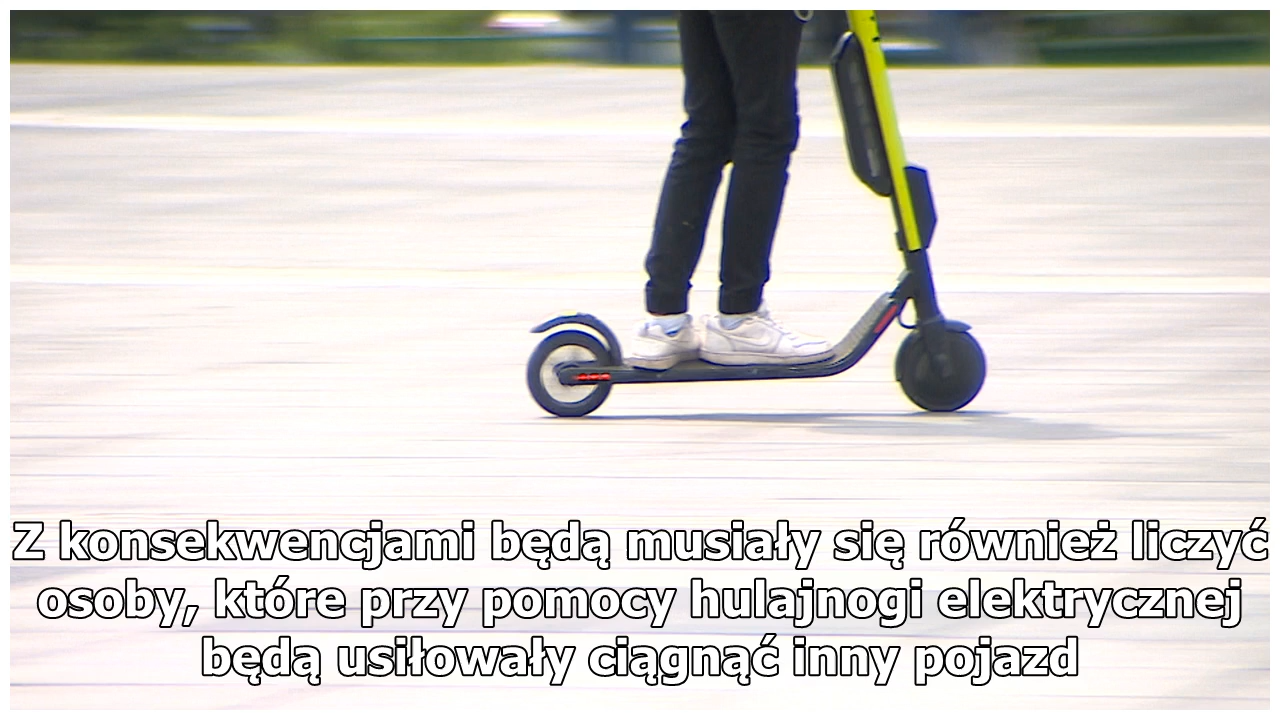 Z konsekwencjami będą musiały się również liczyć
osoby, które przy pomocy hulajnogi elektrycznej
będą usiłowały ciągnąć inny pojazd